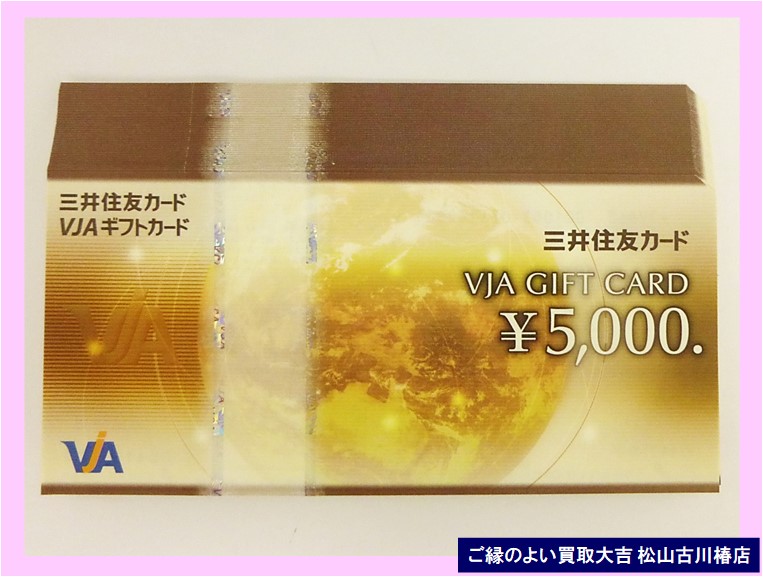 三井住友カード
VJAギフトカード
三井住友カード
VJA GIFT CARD
¥5,000.
VJA
VJA
ご縁のよい買取大吉 松山古川椿店